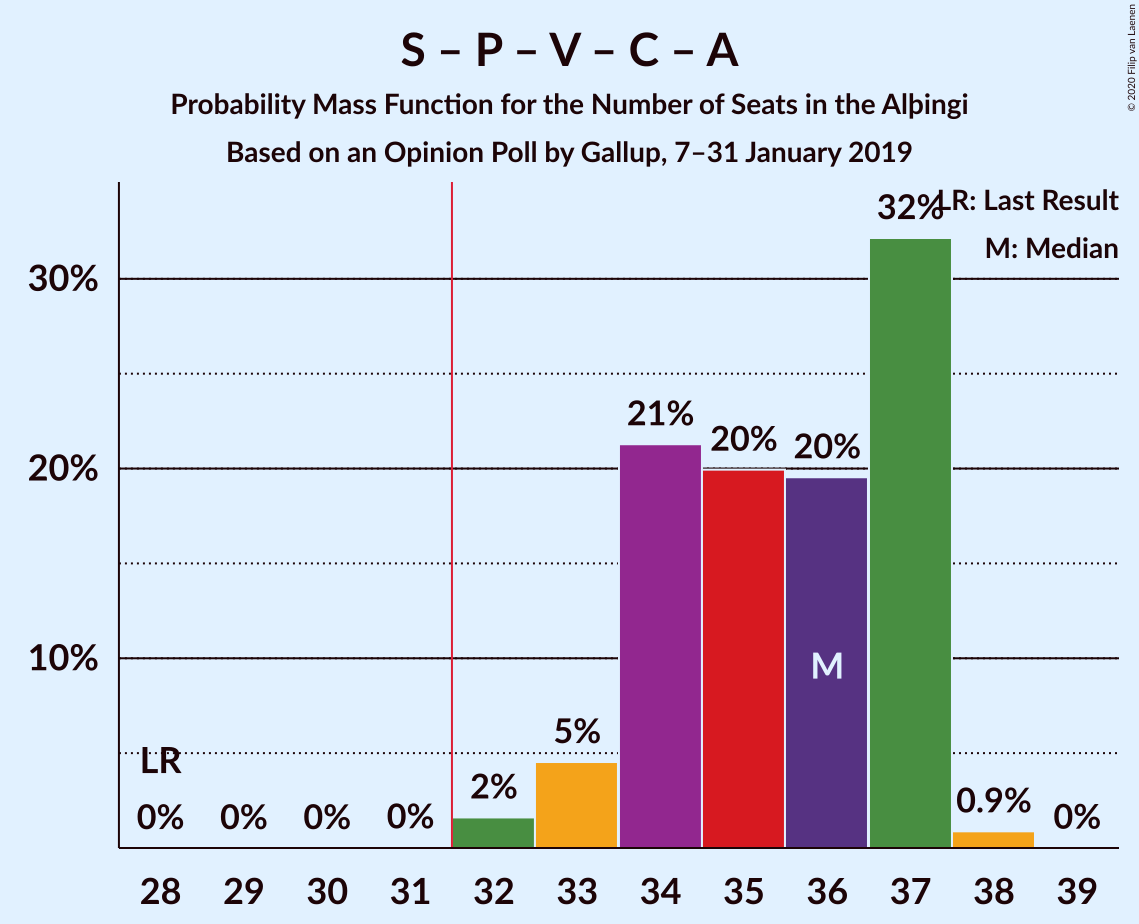 S – P – V – C – A
Probability Mass Function for the Number of Seats in the Alþingi
Based on an Opinion Poll by Gallup, 7–31 January 2019
© 2020 Filip van Laenen
LR: Last Result
M: Median
30%
20%
10%
LR
0%
0%
0%
0%
2%
5%
21%
20%
20%
M
32%
0.9%
0%
28 29 30 31 32 33 34 35 36 37 38 39